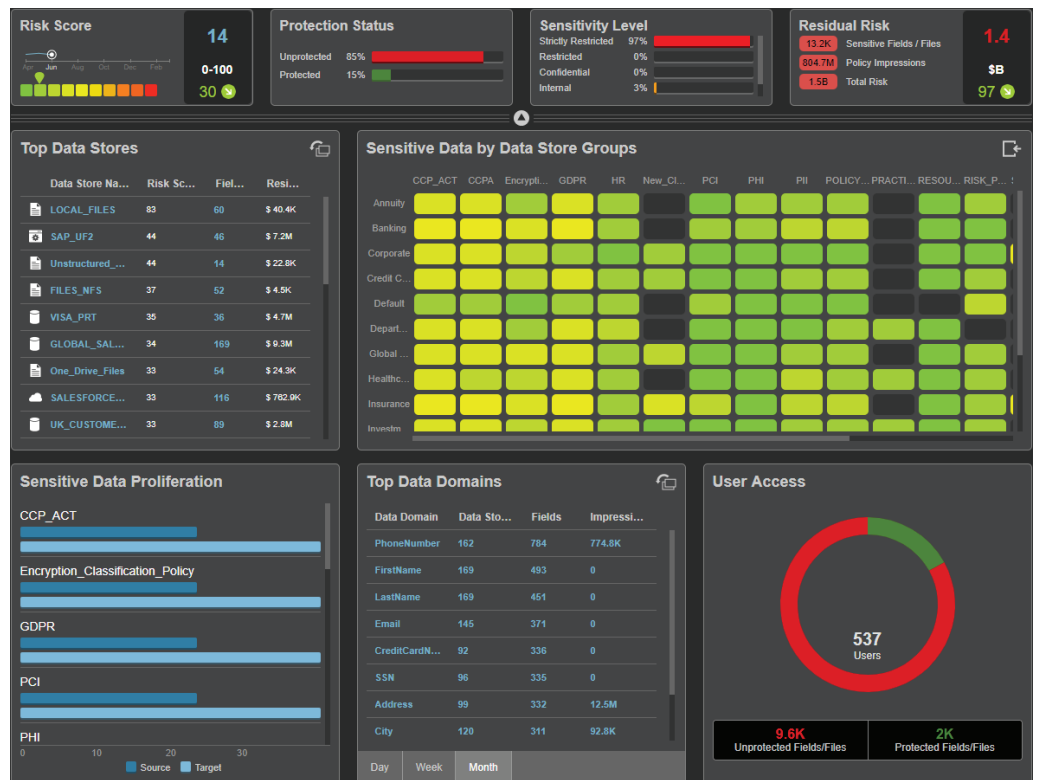 Risk Score
14
Apr Jun Aug Oct Dec Feb
0-100
30
Protection Status
Unprotected 85%
Protected 15%
Sensitivity Level
Strictly Restricted 97%
Restricted 0%
Confidential 0%
Internal 3%
Residual Risk
13.2K Sensitive Fields / Files
804.7M Policy Impressions
1.5B Total Risk
1.4
$B
97
Top Data Stores
Data Store Na... Risk Sc... Fiel... Resi...
LOCAL_FILES 83 60 $ 40.4K
SAP_UF2 44 46 $ 7.2M
Unstructured_... 44 14 $ 22.8K
FILES_NFS 37 52 $ 4.5K
VISA_PRT 35 36 $ 4.7M
GLOBAL_SAL... 34 169 $ 9.3M
One_Drive_Files 33 54 $ 24.3K
SALESFORCE... 33 116 $ 762.9K
UK_CUSTOME... 33 89 $ 2.8M
Sensitive Data by Data Store Groups
CCP_ACT CCPA Encrypti... GDPR HR New_Cl... PCI PHI PII POLICY... PRACTI... RESOU... RISK_P...
Annuity
Banking
Corporate
Credit C...
Default
Depart...
Global ...
Healthc...
Insurance
Investm...
Sensitive Data Proliferation
CCP_ACT
Encryption_Classification_Policy
GDPR
PCI
PHI
0 10 20 30
Source Target
Top Data Domains
Data Domain Data Sto... Fields Impressi...
PhoneNumber 162 784 774.8K
FirstName 169 493 0
LastName 169 451 0
Email 145 371 0
CreditCardN... 92 336 0
SSN 96 335 0
Address 99 332 12.5M
City 120 311 92.8K
Day Week Month
User Access
537
Users
9.6K
Unprotected Fields/Files
2K
Protected Fields/Files